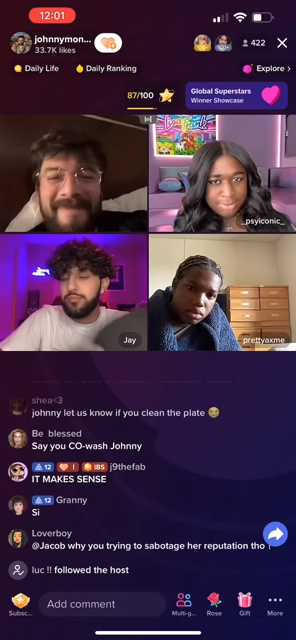 12:01
johnnymon...
33.7K likes
422
Daily Life
Daily Ranking
Explore >
87/100
Global Superstars
Winner Showcase
_psyiconic_
Jay
prettyaxme
shea<3
johnny let us know if you clean the plate 😭
Be blessed
Say you CO-wash Johnny
12 I IBS j9thefab
IT MAKES SENSE
12 Granny
Si
Loverboy
@Jacob why you trying to sabotage her reputation tho !
luc !! followed the host
Subsc...
Add comment
Multi-g...
Rose
Gift
More